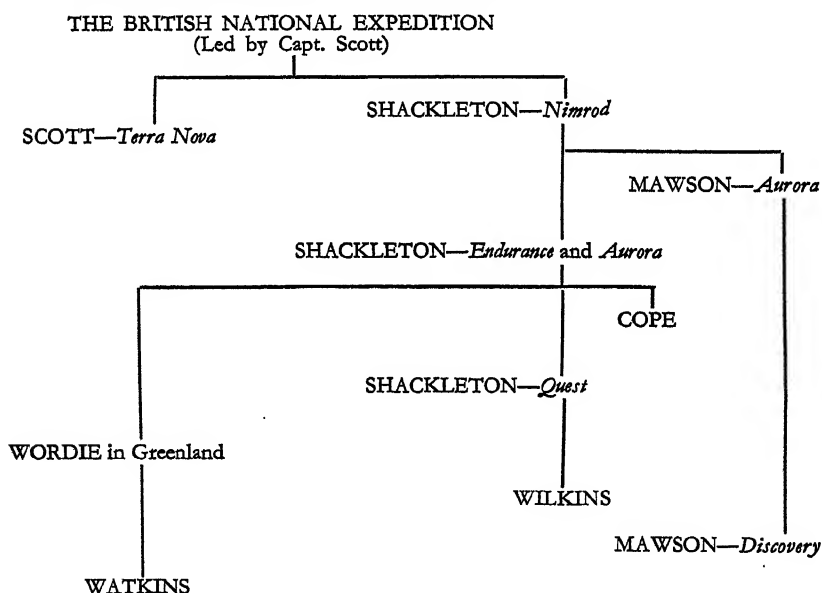 THE BRITISH NATIONAL EXPEDITION
(Led by Capt. Scott)
SHACKLETON—Nimrod
SCOTT—Terra Nova
MAWSON—Aurora
SHACKLETON—Endurance and Aurora
COPE
SHACKLETON—Quest
WORDIE in Greenland
WILKINS
MAWSON—Discovery
WATKINS